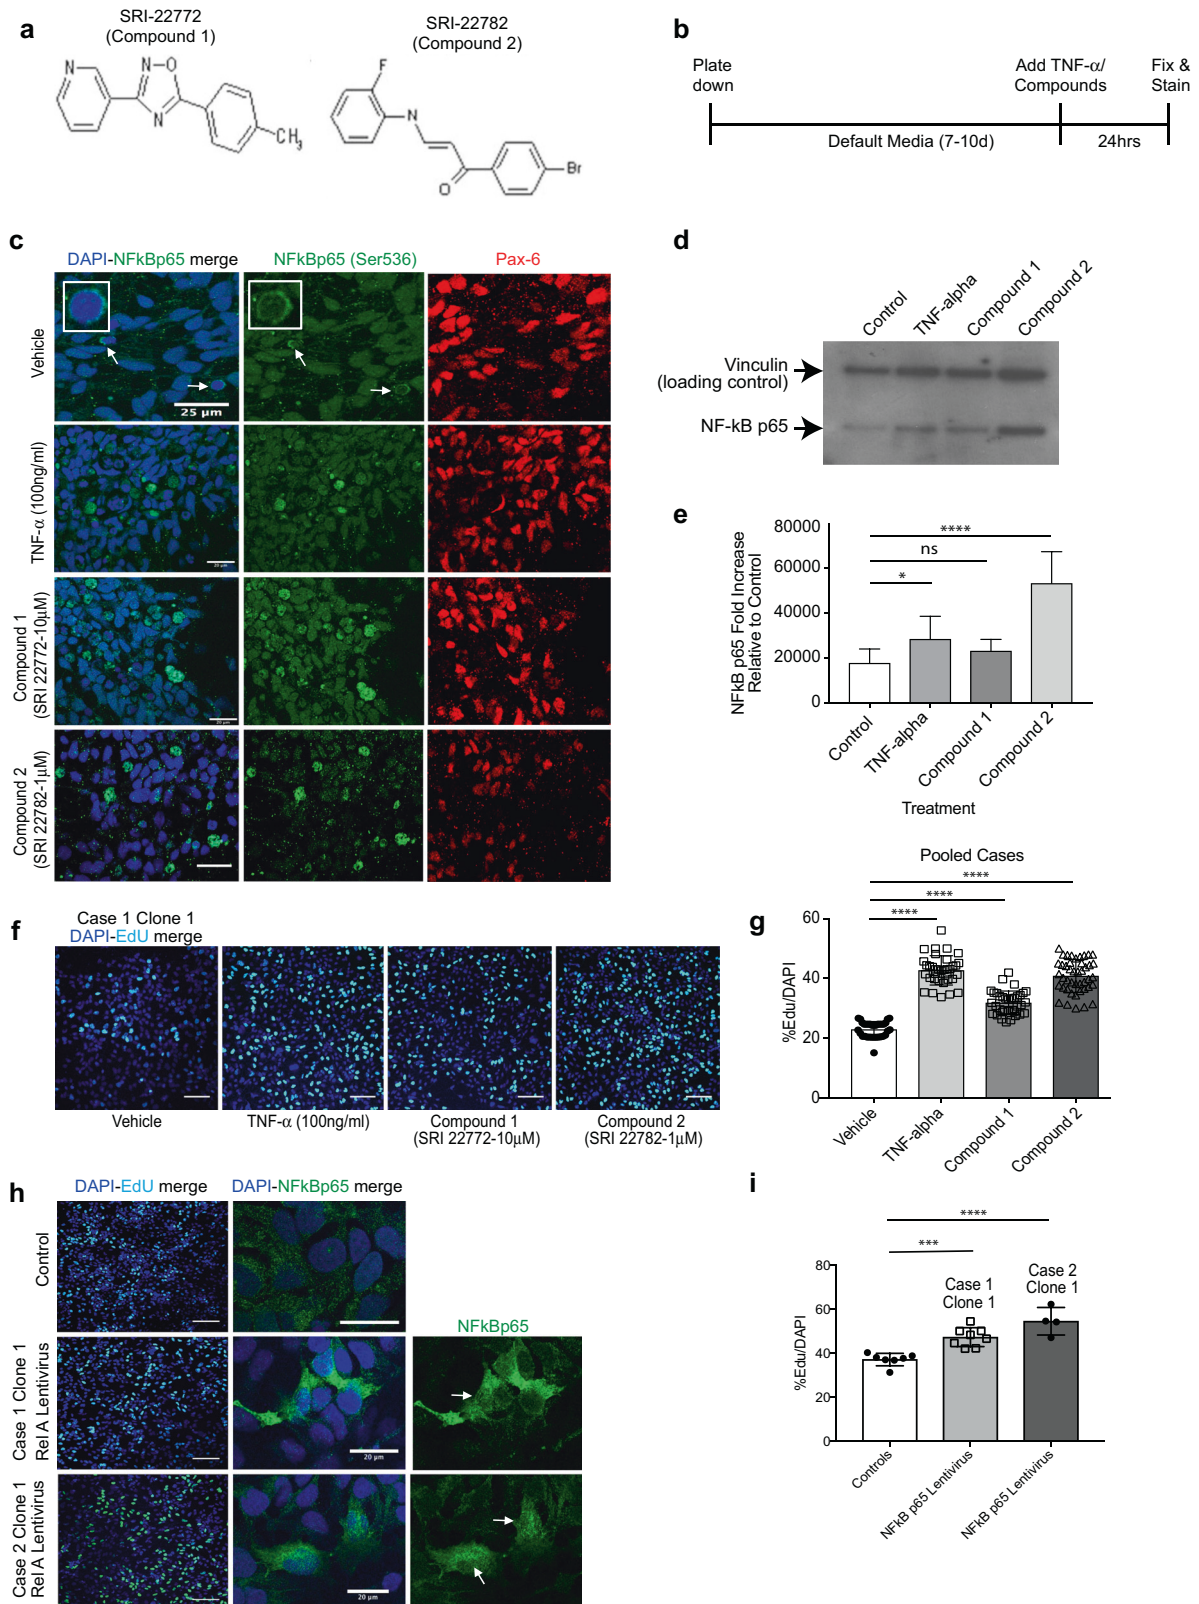 a
SRI-22772
(Compound 1)
N
N
O
N
CH3
SRI-22782
(Compound 2)
F
N
O
Br
b
Plate
down
Add TNF-α/
Compounds
Fix &
Stain
Default Media (7-10d)
24hrs
c
DAPI-NFkBp65 merge
NFkBp65 (Ser536)
Pax-6
Vehicle
25 µm
TNF-α (100ng/ml)
20 µm
Compound 1
(SRI 22772-10µM)
20 µm
Compound 2
(SRI 22782-1µM)
d
Control
TNF-alpha
Compound 1
Compound 2
Vinculin
(loading control)
NF-kB p65
e
NFkB p65 Fold Increase
Relative to Control
80000
60000
40000
20000
0
****
ns
*
Control
TNF-alpha
Compound 1
Compound 2
Treatment
f
Case 1 Clone 1
DAPI-EdU merge
Vehicle
TNF-α (100ng/ml)
Compound 1
(SRI 22772-10µM)
Compound 2
(SRI 22782-1µM)
g
Pooled Cases
****
****
****
%Edu/DAPI
60
40
20
0
Vehicle
TNF-alpha
Compound 1
Compound 2
h
DAPI-EdU merge
DAPI-NFkBp65 merge
Control
NFkBp65
Case 1 Clone 1
Rel A Lentivirus
20 µm
Case 2 Clone 1
Rel A Lentivirus
20 µm
i
****
***
%Edu/DAPI
80
60
40
20
0
Case 1
Clone 1
Case 2
Clone 1
Controls
NFkB p65 Lentivirus
NFkB p65 Lentivirus